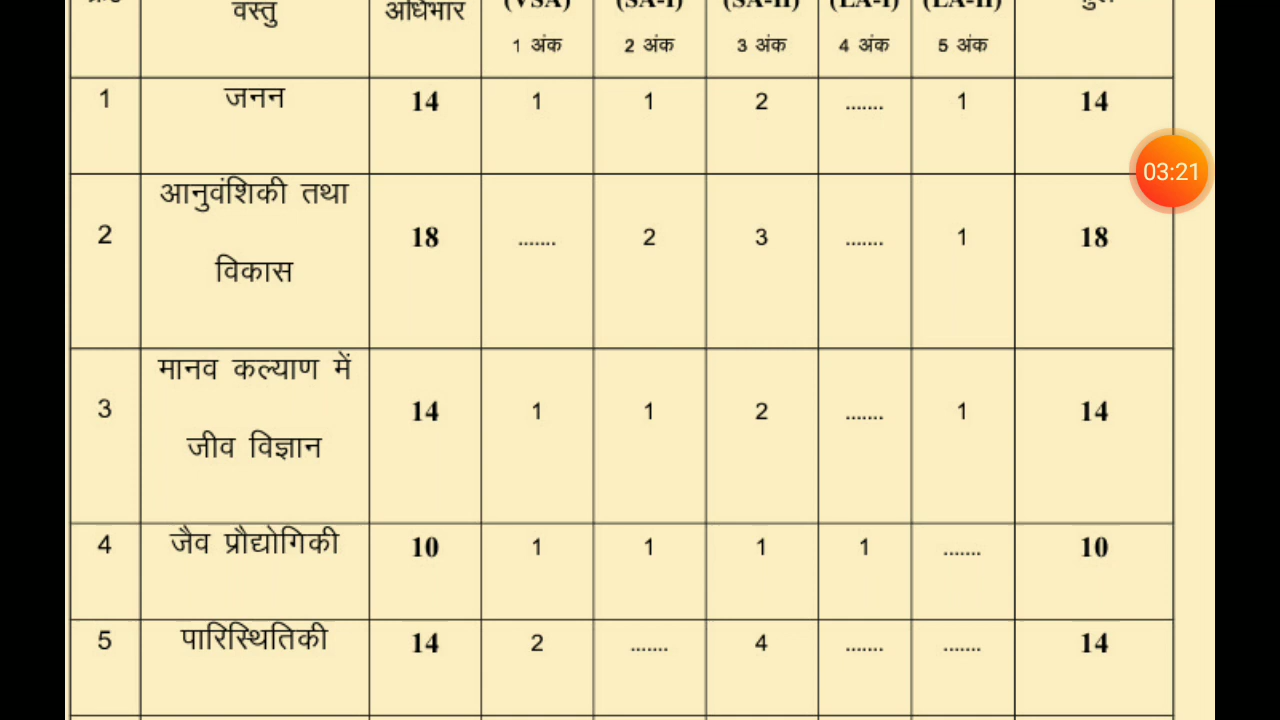 वस्तु अधिभार (VSA) (SA-I) (SA-II) (LA-I) (LA-II)
1 अंक 2 अंक 3 अंक 4 अंक 5 अंक
1 जनन 14 1 1 2 ....... 1 14
03:21
आनुवंशिकी तथा
2 18 ....... 2 3 ....... 1 18
विकास
मानव कल्याण में
3 14 1 1 2 ....... 1 14
जीव विज्ञान
4 जैव प्रौद्योगिकी 10 1 1 1 1 ....... 10
5 पारिस्थितिकी 14 2 ....... 4 ....... ....... 14